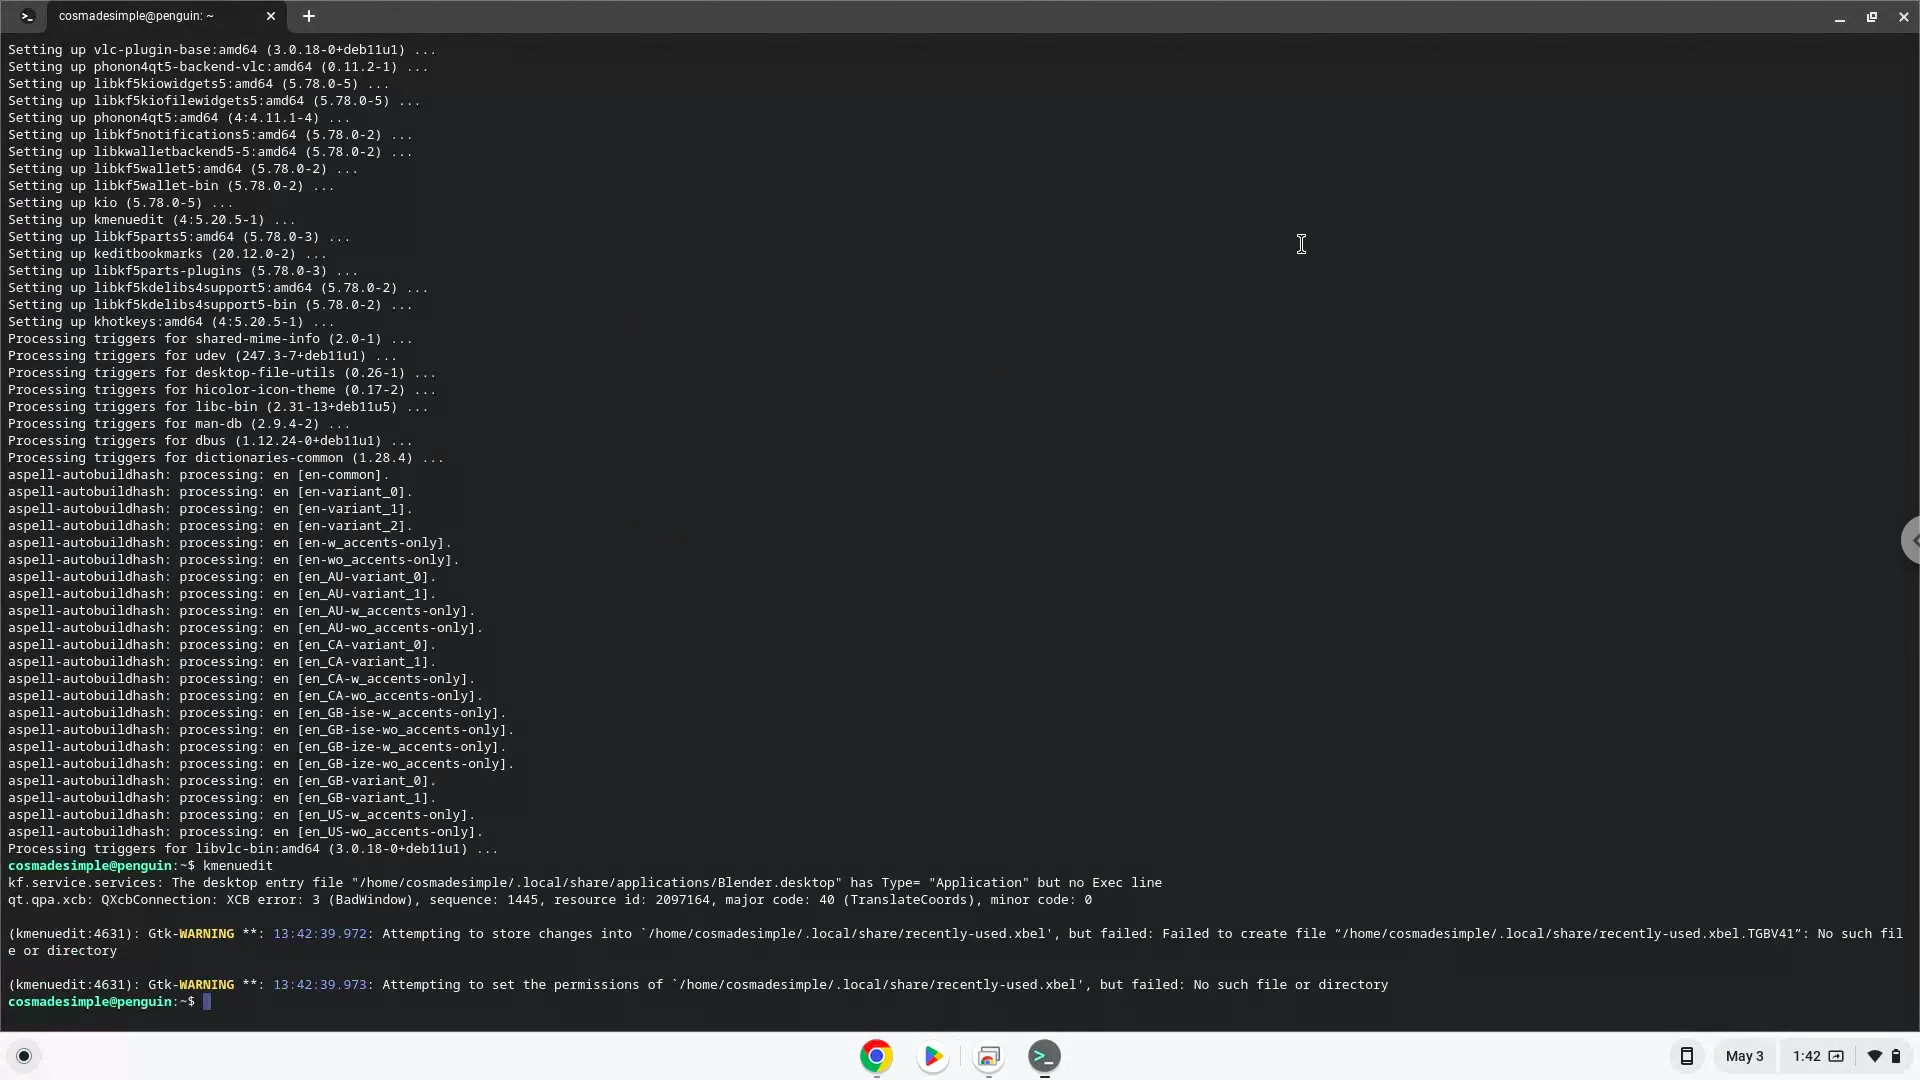 cosmadesimple@penguin: ~
Setting up vlc-plugin-base:amd64 (3.0.18-0+deb11u1) ...
Setting up phonon4qt5-backend-vlc:amd64 (0.11.2-1) ...
Setting up libkf5kiowidgets5:amd64 (5.78.0-5) ...
Setting up libkf5kiofilewidgets5:amd64 (5.78.0-5) ...
Setting up phonon4qt5:amd64 (4:4.11.1-4) ...
Setting up libkf5notifications5:amd64 (5.78.0-2) ...
Setting up libkwalletbackend5-5:amd64 (5.78.0-2) ...
Setting up libkf5wallet5:amd64 (5.78.0-2) ...
Setting up libkf5wallet-bin (5.78.0-2) ...
Setting up kio (5.78.0-5) ...
Setting up kmenuedit (4:5.20.5-1) ...
Setting up libkf5parts5:amd64 (5.78.0-3) ...
Setting up keditbookmarks (20.12.0-2) ...
Setting up libkf5parts-plugins (5.78.0-3) ...
Setting up libkf5kdelibs4support5:amd64 (5.78.0-2) ...
Setting up libkf5kdelibs4support5-bin (5.78.0-2) ...
Setting up khotkeys:amd64 (4:5.20.5-1) ...
Processing triggers for shared-mime-info (2.0-1) ...
Processing triggers for udev (247.3-7+deb11u1) ...
Processing triggers for desktop-file-utils (0.26-1) ...
Processing triggers for hicolor-icon-theme (0.17-2) ...
Processing triggers for libc-bin (2.31-13+deb11u5) ...
Processing triggers for man-db (2.9.4-2) ...
Processing triggers for dbus (1.12.24-0+deb11u1) ...
Processing triggers for dictionaries-common (1.28.4) ...
aspell-autobuildhash: processing: en [en-common].
aspell-autobuildhash: processing: en [en-variant_0].
aspell-autobuildhash: processing: en [en-variant_1].
aspell-autobuildhash: processing: en [en-variant_2].
aspell-autobuildhash: processing: en [en-w_accents-only].
aspell-autobuildhash: processing: en [en-wo_accents-only].
aspell-autobuildhash: processing: en [en_AU-variant_0].
aspell-autobuildhash: processing: en [en_AU-variant_1].
aspell-autobuildhash: processing: en [en_AU-w_accents-only].
aspell-autobuildhash: processing: en [en_AU-wo_accents-only].
aspell-autobuildhash: processing: en [en_CA-variant_0].
aspell-autobuildhash: processing: en [en_CA-variant_1].
aspell-autobuildhash: processing: en [en_CA-w_accents-only].
aspell-autobuildhash: processing: en [en_CA-wo_accents-only].
aspell-autobuildhash: processing: en [en_GB-ise-w_accents-only].
aspell-autobuildhash: processing: en [en_GB-ise-wo_accents-only].
aspell-autobuildhash: processing: en [en_GB-ize-w_accents-only].
aspell-autobuildhash: processing: en [en_GB-ize-wo_accents-only].
aspell-autobuildhash: processing: en [en_GB-variant_0].
aspell-autobuildhash: processing: en [en_GB-variant_1].
aspell-autobuildhash: processing: en [en_US-w_accents-only].
aspell-autobuildhash: processing: en [en_US-wo_accents-only].
Processing triggers for libvlc-bin:amd64 (3.0.18-0+deb11u1) ...
cosmadesimple@penguin:~$ kmenuedit
kf.service.services: The desktop entry file "/home/cosmadesimple/.local/share/applications/Blender.desktop" has Type= "Application" but no Exec line
qt.qpa.xcb: QXcbConnection: XCB error: 3 (BadWindow), sequence: 1445, resource id: 2097164, major code: 40 (TranslateCoords), minor code: 0
(kmenuedit:4631): Gtk-WARNING **: 13:42:39.972: Attempting to store changes into `/home/cosmadesimple/.local/share/recently-used.xbel', but failed: Failed to create file “/home/cosmadesimple/.local/share/recently-used.xbel.TGBV41”: No such fil
e or directory
(kmenuedit:4631): Gtk-WARNING **: 13:42:39.973: Attempting to set the permissions of `/home/cosmadesimple/.local/share/recently-used.xbel', but failed: No such file or directory
cosmadesimple@penguin:~$
May 3
1:42